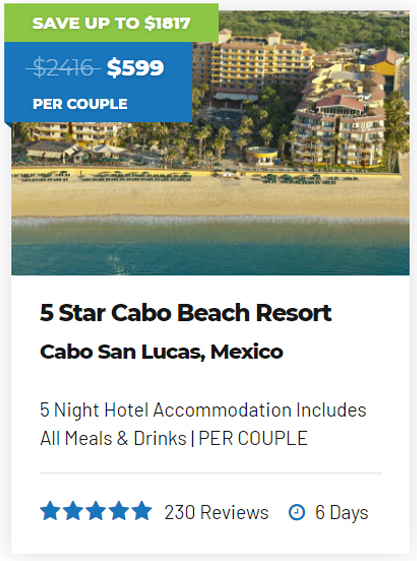 SAVE UP TO $1817
$2416 $599
PER COUPLE
5 Star Cabo Beach Resort
Cabo San Lucas, Mexico
5 Night Hotel Accommodation Includes
All Meals & Drinks | PER COUPLE
230 Reviews 6 Days